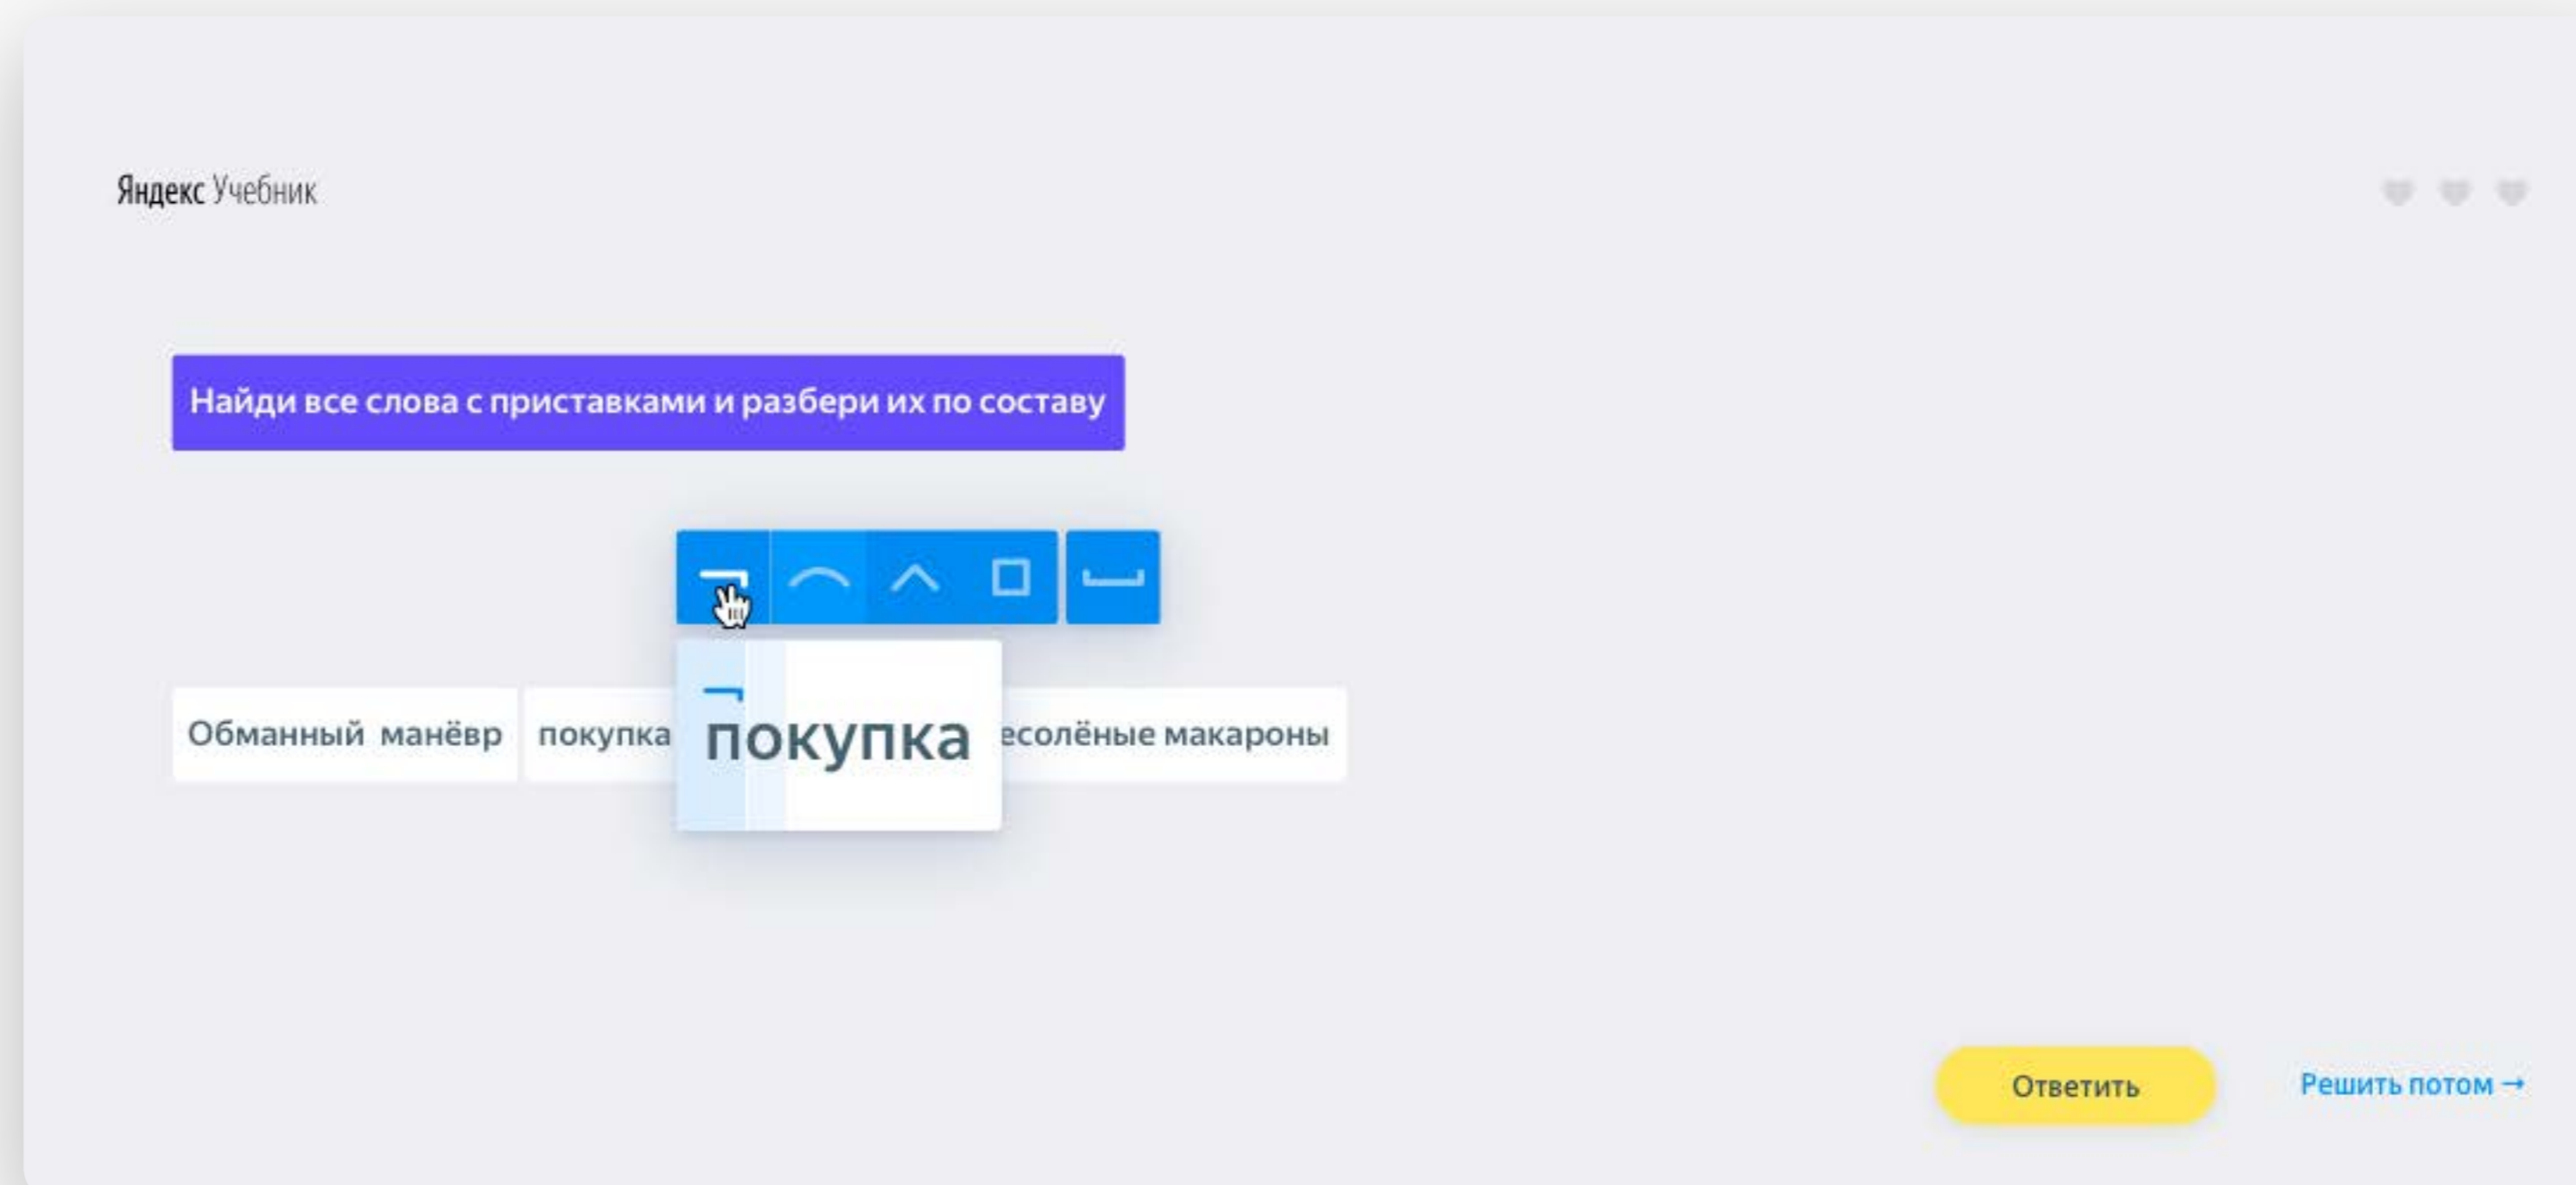 Яндекс Учебник
Найди все слова с приставками и разбери их по составу
Обманный манёвр покупка покупка есолёные макароны
Ответить
Решить потом →